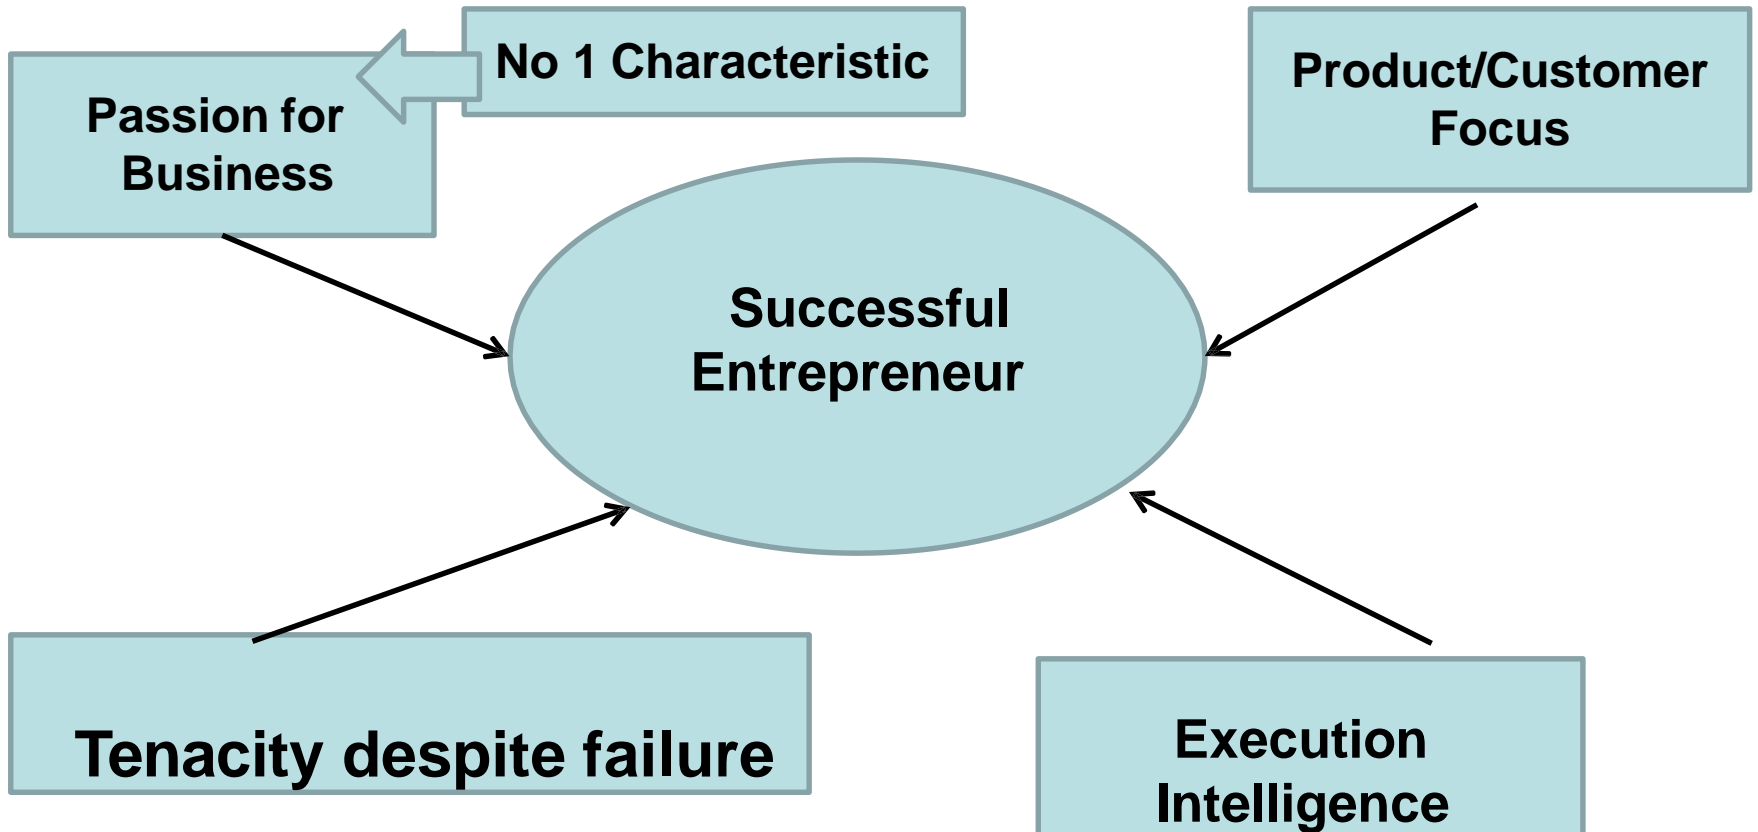 No 1 Characteristic
Passion for
Business
Product/Customer
Focus
Successful
Entrepreneur
Tenacity despite failure
Execution
Intelligence